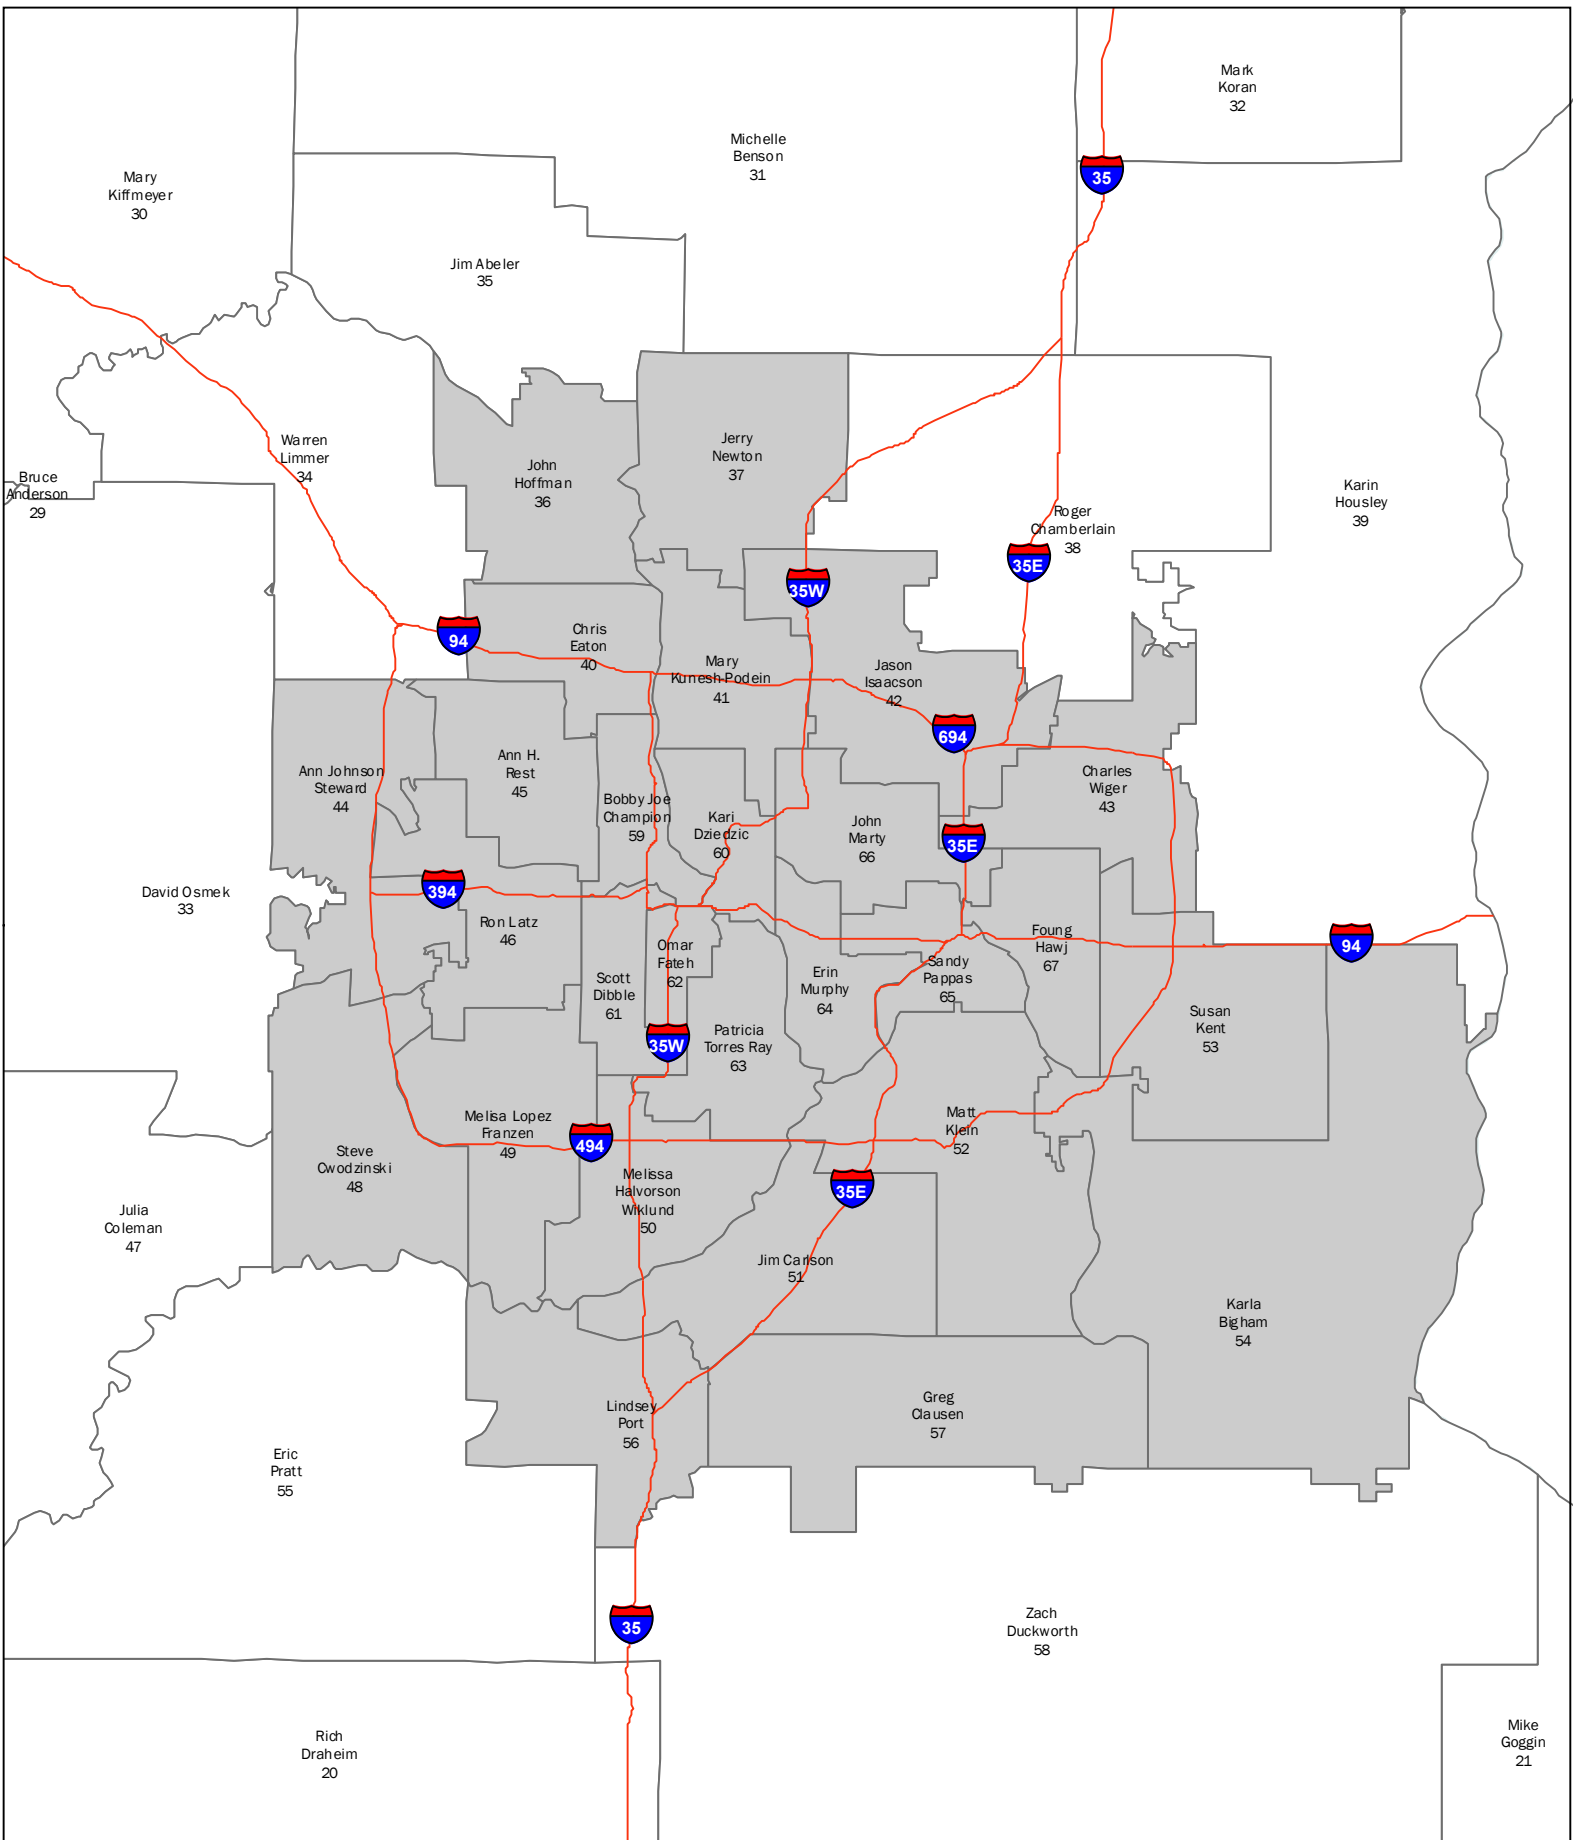 Mark
Koran
32
Michelle
Benson
31
35
Mary
Kiffmeyer
30
Jim Abeler
35
Warren
Limmer
34
Jerry
Newton
37
John
Hoffman
36
Bruce
Anderson
29
Karin
Housley
39
Roger
Chamberlain
38
35E
35W
94
Chris
Eaton
40
Mary
Kunesh-Podein
41
Jason
Isaacson
42
694
Ann H.
Rest
45
Ann Johnson
Steward
44
Charles
Wiger
43
Bobby Joe
Champion
59
Kari
Dziedzic
60
John
Marty
66
35E
David Osmek
33
394
Ron Latz
46
Foung
Hawj
67
94
Omar
Fateh
62
Sandy
Pappas
65
Erin
Murphy
64
Scott
Dibble
61
Susan
Kent
53
35W
Patricia
Torres Ray
63
Melisa Lopez
Franzen
49
494
Matt
Klein
52
Steve
Cwodzinski
48
Melissa
Halvorson
Wiklund
50
35E
Julia
Coleman
47
Jim Carlson
51
Karla
Bigham
54
Lindsey
Port
56
Greg
Clausen
57
Eric
Pratt
55
35
Zach
Duckworth
58
Rich
Draheim
20
Mike
Goggin
21